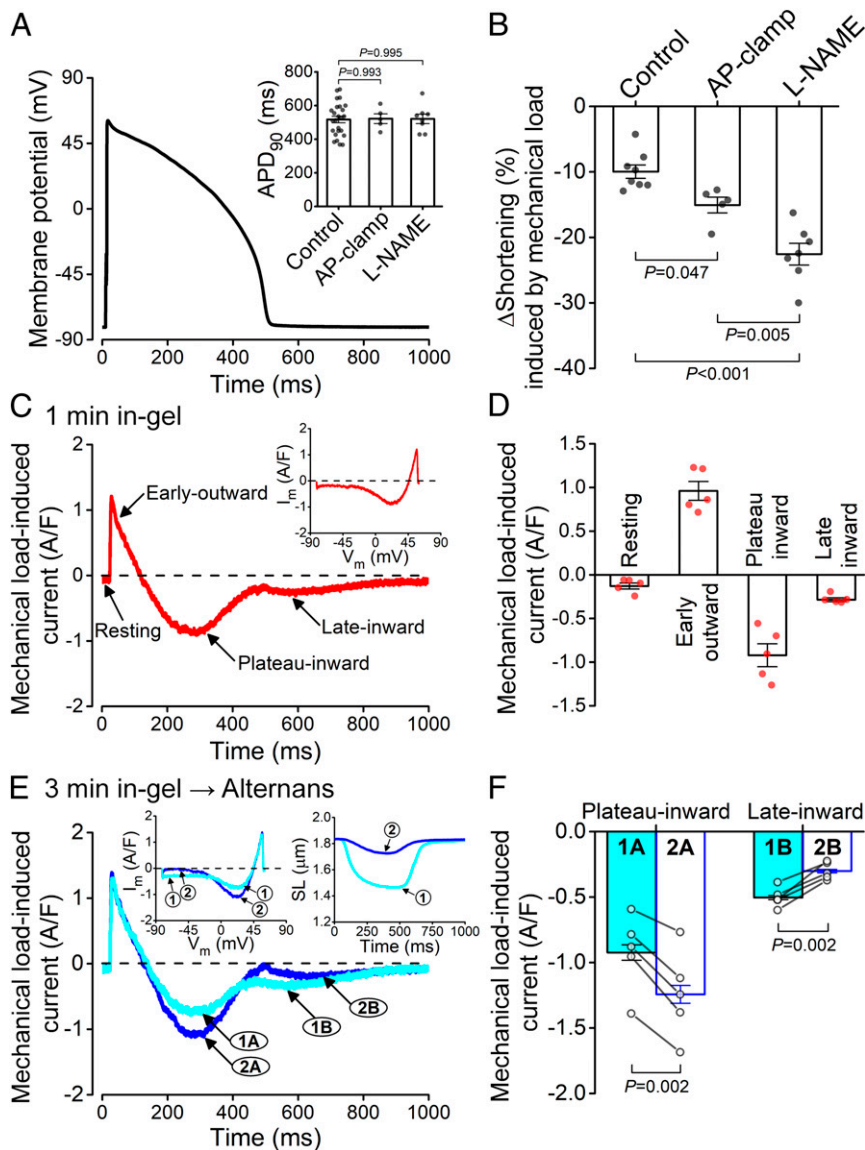 A
Membrane potential (mV)
90
45
0
-45
-90
0 200 400 600 800 1000
Time (ms)
APD90 (ms)
800
600
400
200
0
P=0.995
P=0.993
Control
AP-clamp
L-NAME
B
Control
AP-clamp
L-NAME
ΔShortening (%)
induced by mechanical load
0
-10
-20
-30
-40
P=0.047
P=0.005
P<0.001
C 1 min in-gel
Mechanical load-induced
current (A/F)
2
1
0
-1
-2
Early-outward
Resting
Plateau-inward
Late-inward
0 200 400 600 800 1000
Time (ms)
Im (A/F)
2
1
0
-1
-2
-90 -45 0 45 90
Vm (mV)
D
Mechanical load-induced
current (A/F)
1.5
1.0
0.5
0.0
-0.5
-1.0
-1.5
Resting
Early
outward
Plateau
inward
Late
inward
E 3 min in-gel → Alternans
Mechanical load-induced
current (A/F)
2
1
0
-1
-2
Im (A/F)
2
1
0
-1
-2
1
2
1
2
-90 -45 0 45 90
Vm (mV)
SL (μm)
2.0
1.8
1.6
1.4
1.2
2
1
0 250 500 750 1000
Time (ms)
1A
2A
1B
2B
0 200 400 600 800 1000
Time (ms)
F
Plateau-inward Late-inward
Mechanical load-induced
current (A/F)
0.0
-0.5
-1.0
-1.5
-2.0
1A 2A 1B 2B
P=0.002
P=0.002